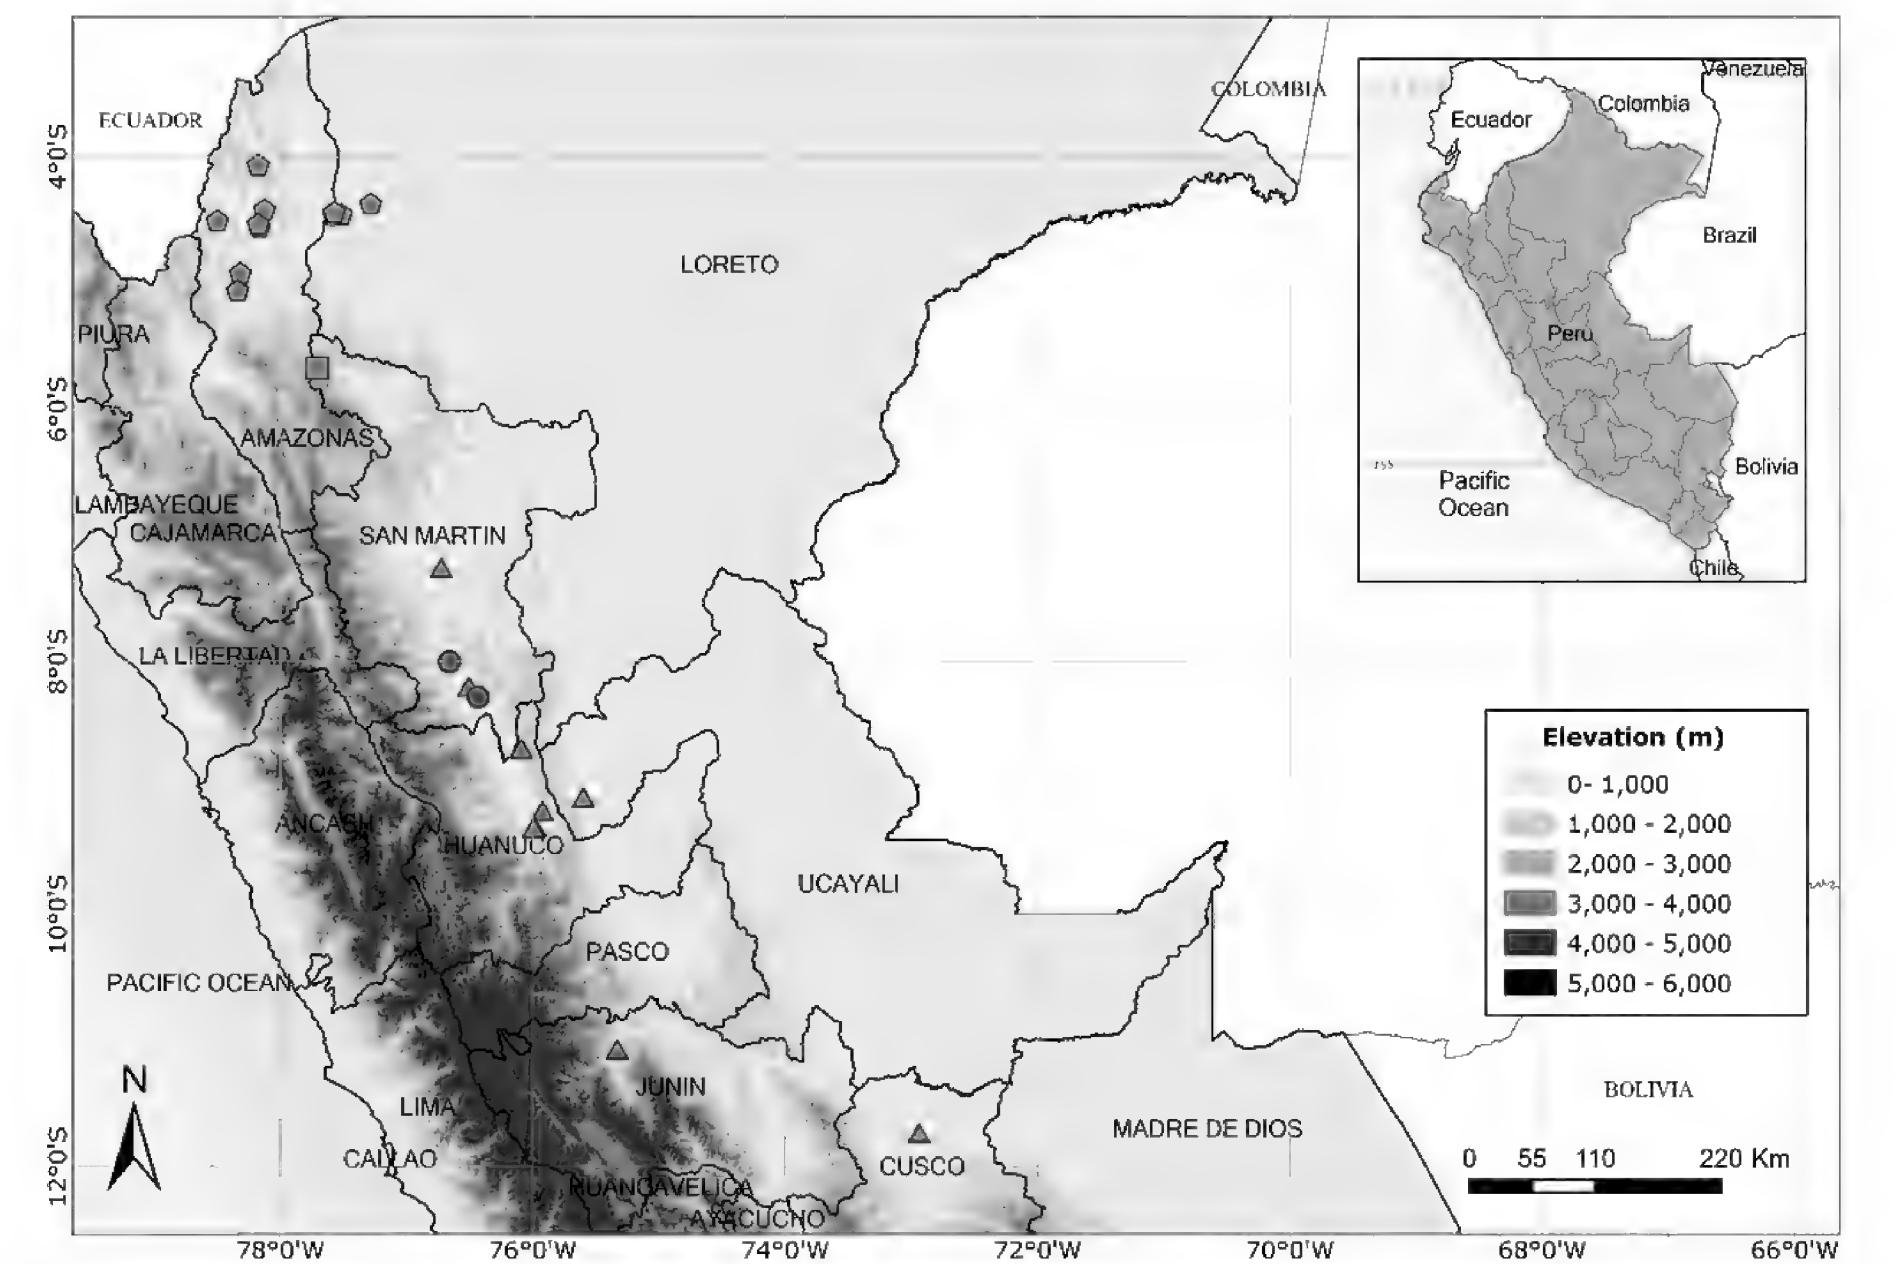 ECUADOR
COLOMBIA
4°0'S
LORETO
PIURA
6°0'S
AMAZONAS
LAMBAYEQUE
CAJAMARCA
SAN MARTIN
8°0'S
LA LIBERTAD
ANCASH
HUANUCO
UCAYALI
10°0'S
PASCO
PACIFIC OCEAN
JUNIN
LIMA
BOLIVIA
MADRE DE DIOS
CALLAO
CUSCO
12°0'S
HUANCAVELICA
AYACUCHO
N
78°0'W 76°0'W 74°0'W 72°0'W 70°0'W 68°0'W 66°0'W
Venezuela
Colombia
Ecuador
Brazil
Peru
Bolivia
Pacific
Ocean
Chile
Elevation (m)
0- 1,000
1,000 - 2,000
2,000 - 3,000
3,000 - 4,000
4,000 - 5,000
5,000 - 6,000
0 55 110 220 Km